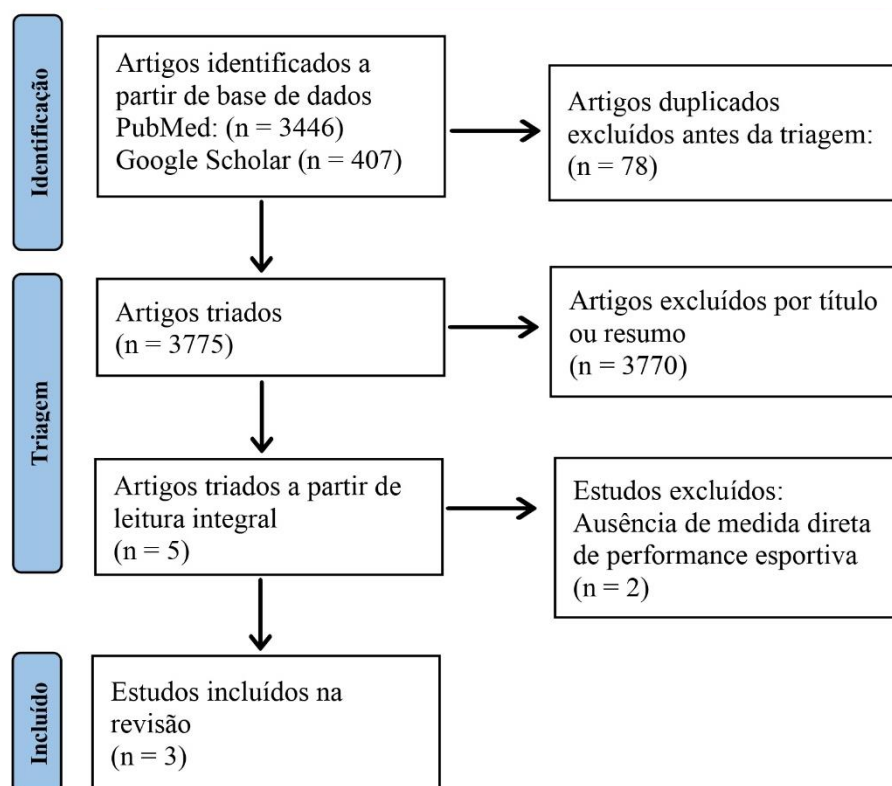 Identificação
Artigos identificados a
partir de base de dados
PubMed: (n = 3446)
Google Scholar (n = 407)
Artigos duplicados
excluídos antes da triagem:
(n = 78)
Triagem
Artigos triados
(n = 3775)
Artigos excluídos por título
ou resumo
(n = 3770)
Artigos triados a partir de
leitura integral
(n = 5)
Estudos excluídos:
Ausência de medida direta
de performance esportiva
(n = 2)
Incluído
Estudos incluídos na
revisão
(n = 3)